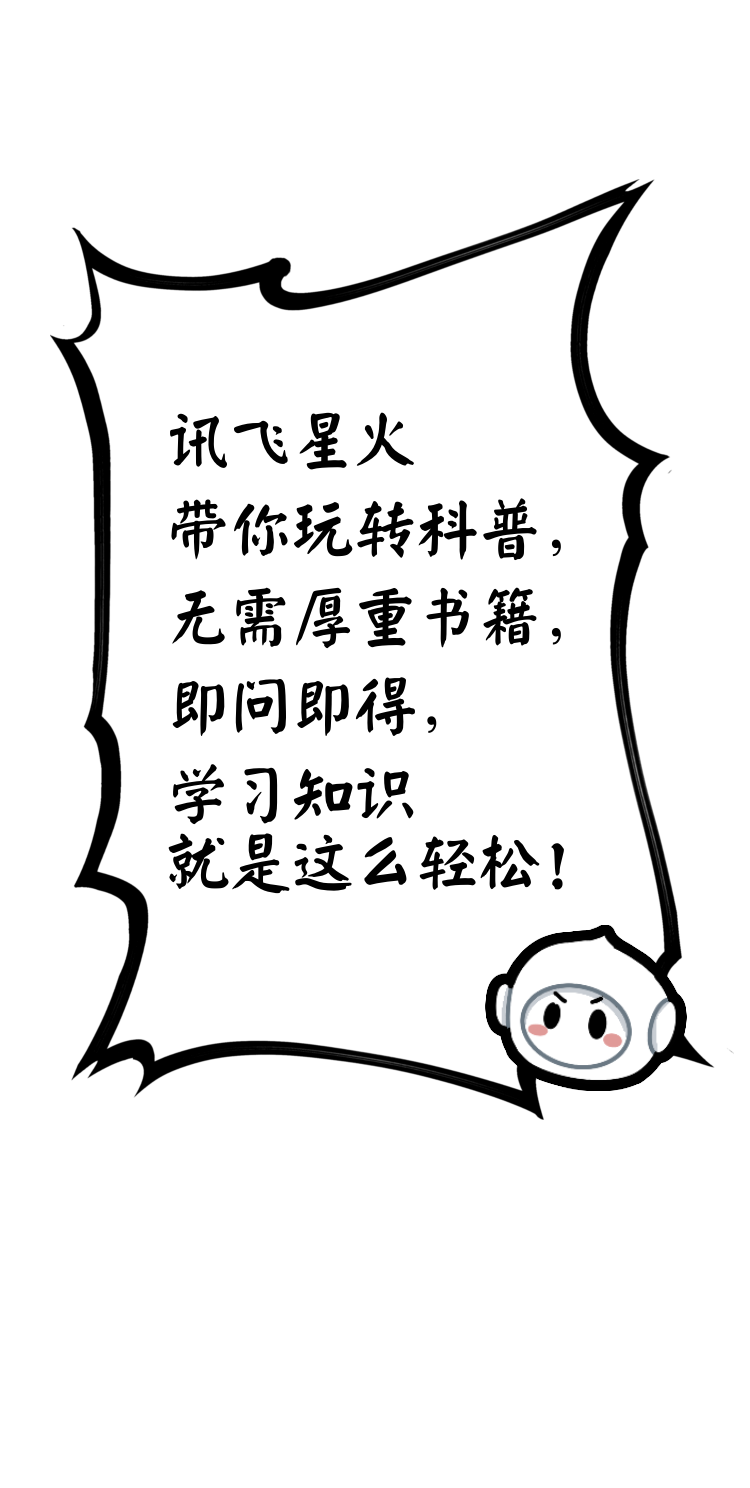 讯飞星火
带你玩转科普，
无需厚重书籍，
即问即得，
学习知识
就是这么轻松！